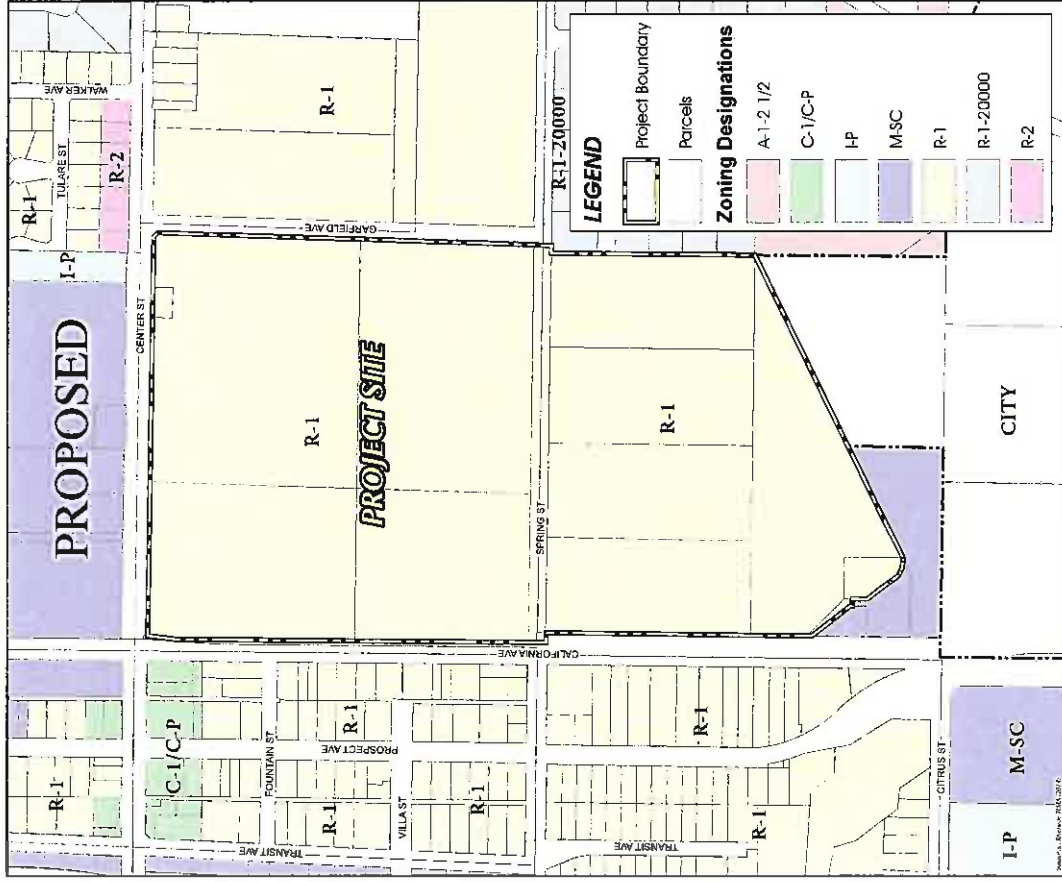 PROPOSED
R-1
TULARE ST
WALKER AVE
R-2
I-P
CENTER ST
R-1
GARFIELD AVE
R-1
PROJECT SITE
SPRING ST
R-1
R-1-20000
CALIFORNIA AVE
R-1
C-1/C-P
FOUNTAIN ST
PROSPECT AVE
R-1
R-1
VILLA ST
R-1
TRANSIT AVE
R-1
TRANSIT AVE
R-1
CITRUS ST
CITY
M-SC
I-P
LEGEND
Project Boundary
Parcels
Zoning Designations
A-1-2 1/2
C-1/C-P
I-P
M-SC
R-1
R-1-20000
R-2